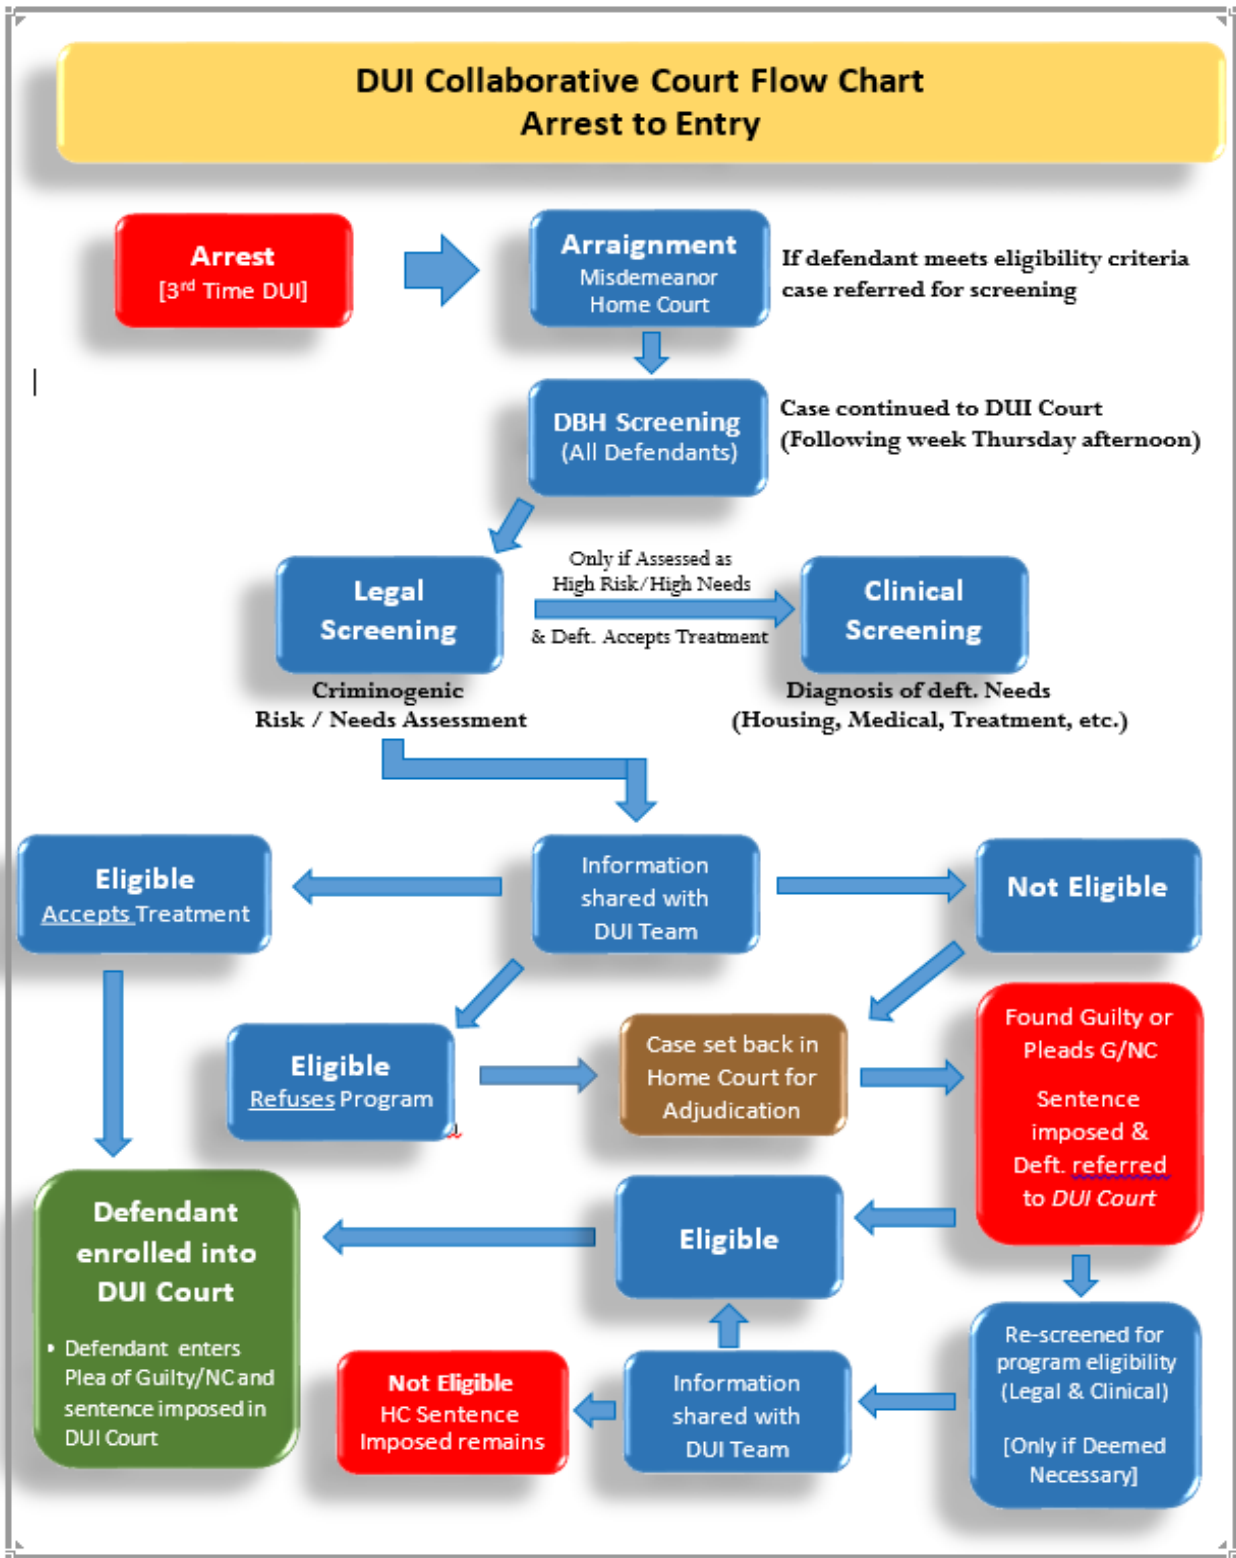 DUI Collaborative Court Flow Chart
Arrest to Entry
Arrest
[3rd Time DUI]
Arraignment
Misdemeanor
Home Court
If defendant meets eligibility criteria
case referred for screening
DBH Screening
(All Defendants)
Case continued to DUI Court
(Following week Thursday afternoon)
Legal
Screening
Only if Assessed as
High Risk/High Needs
& Deft. Accepts Treatment
Clinical
Screening
Criminogenic
Risk / Needs Assessment
Diagnosis of deft. Needs
(Housing, Medical, Treatment, etc.)
Eligible
Accepts Treatment
Information
shared with
DUI Team
Not Eligible
Eligible
Refuses Program
Case set back in
Home Court for
Adjudication
Found Guilty or
Pleads G/NC
Sentence
imposed &
Deft. referred
to DUI Court
Defendant
enrolled into
DUI Court
• Defendant enters
Plea of Guilty/NC and
sentence imposed in
DUI Court
Eligible
Not Eligible
HC Sentence
Imposed remains
Information
shared with
DUI Team
Re-screened for
program eligibility
(Legal & Clinical)
[Only if Deemed
Necessary]